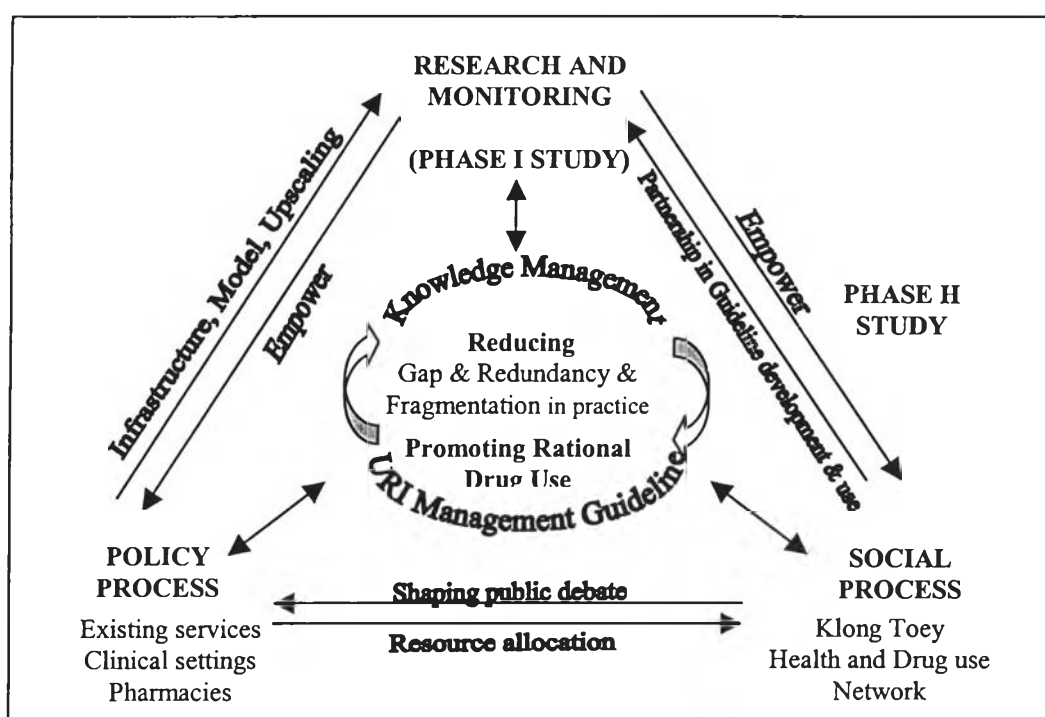 RESEARCH AND
MONITORING
(PHASE I STUDY)
Infrastructure, Model, Upscaling
Empower
Empower
Partnership in Guideline development & use
PHASE H
STUDY
Knowledge Management
Reducing
Gap & Redundancy &
Fragmentation in practice
Promoting Rational
Drug Use
URI Management Guideline
POLICY
PROCESS
Existing services
Clinical settings
Pharmacies
Shaping public debate
Resource allocation
SOCIAL
PROCESS
Klong Toey
Health and Drug use
Network